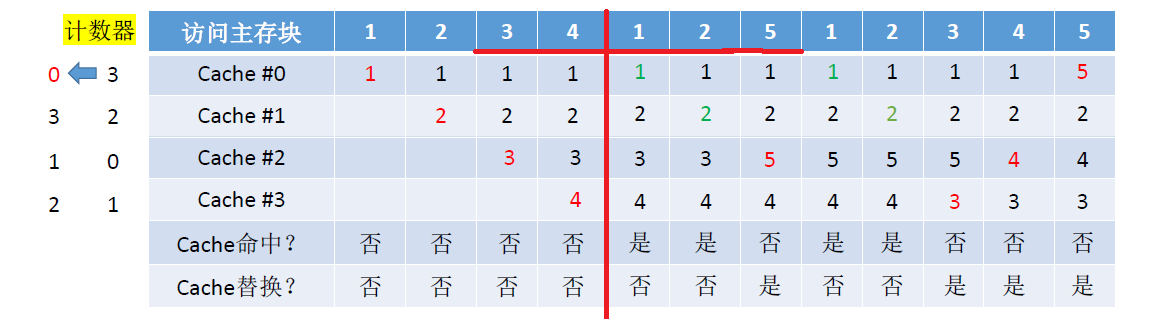 计数器 访问主存块 1 2 3 4 1 2 5 1 2 3 4 5
0 3 Cache #0 1 1 1 1 1 1 1 1 1 1 1 5
3 2 Cache #1 2 2 2 2 2 2 2 2 2 2 2
1 0 Cache #2 3 3 3 3 5 5 5 5 4 4
2 1 Cache #3 4 4 4 4 4 4 3 3 3
Cache命中？ 否 否 否 否 是 是 否 是 是 否 否 否
Cache替换？ 否 否 否 否 否 否 是 否 否 是 是 是